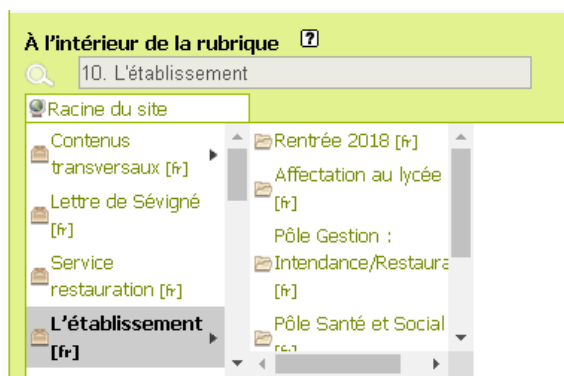 À l'intérieur de la rubrique ?
10. L'établissement
Racine du site
Contenus
transversaux [fr]
Lettre de Sévigné
[fr]
Service
restauration [fr]
L'établissement
[fr]
Rentrée 2018 [fr]
Affectation au lycée
[fr]
Pôle Gestion :
Intendance/Restaura
[fr]
Pôle Santé et Social
[fr]